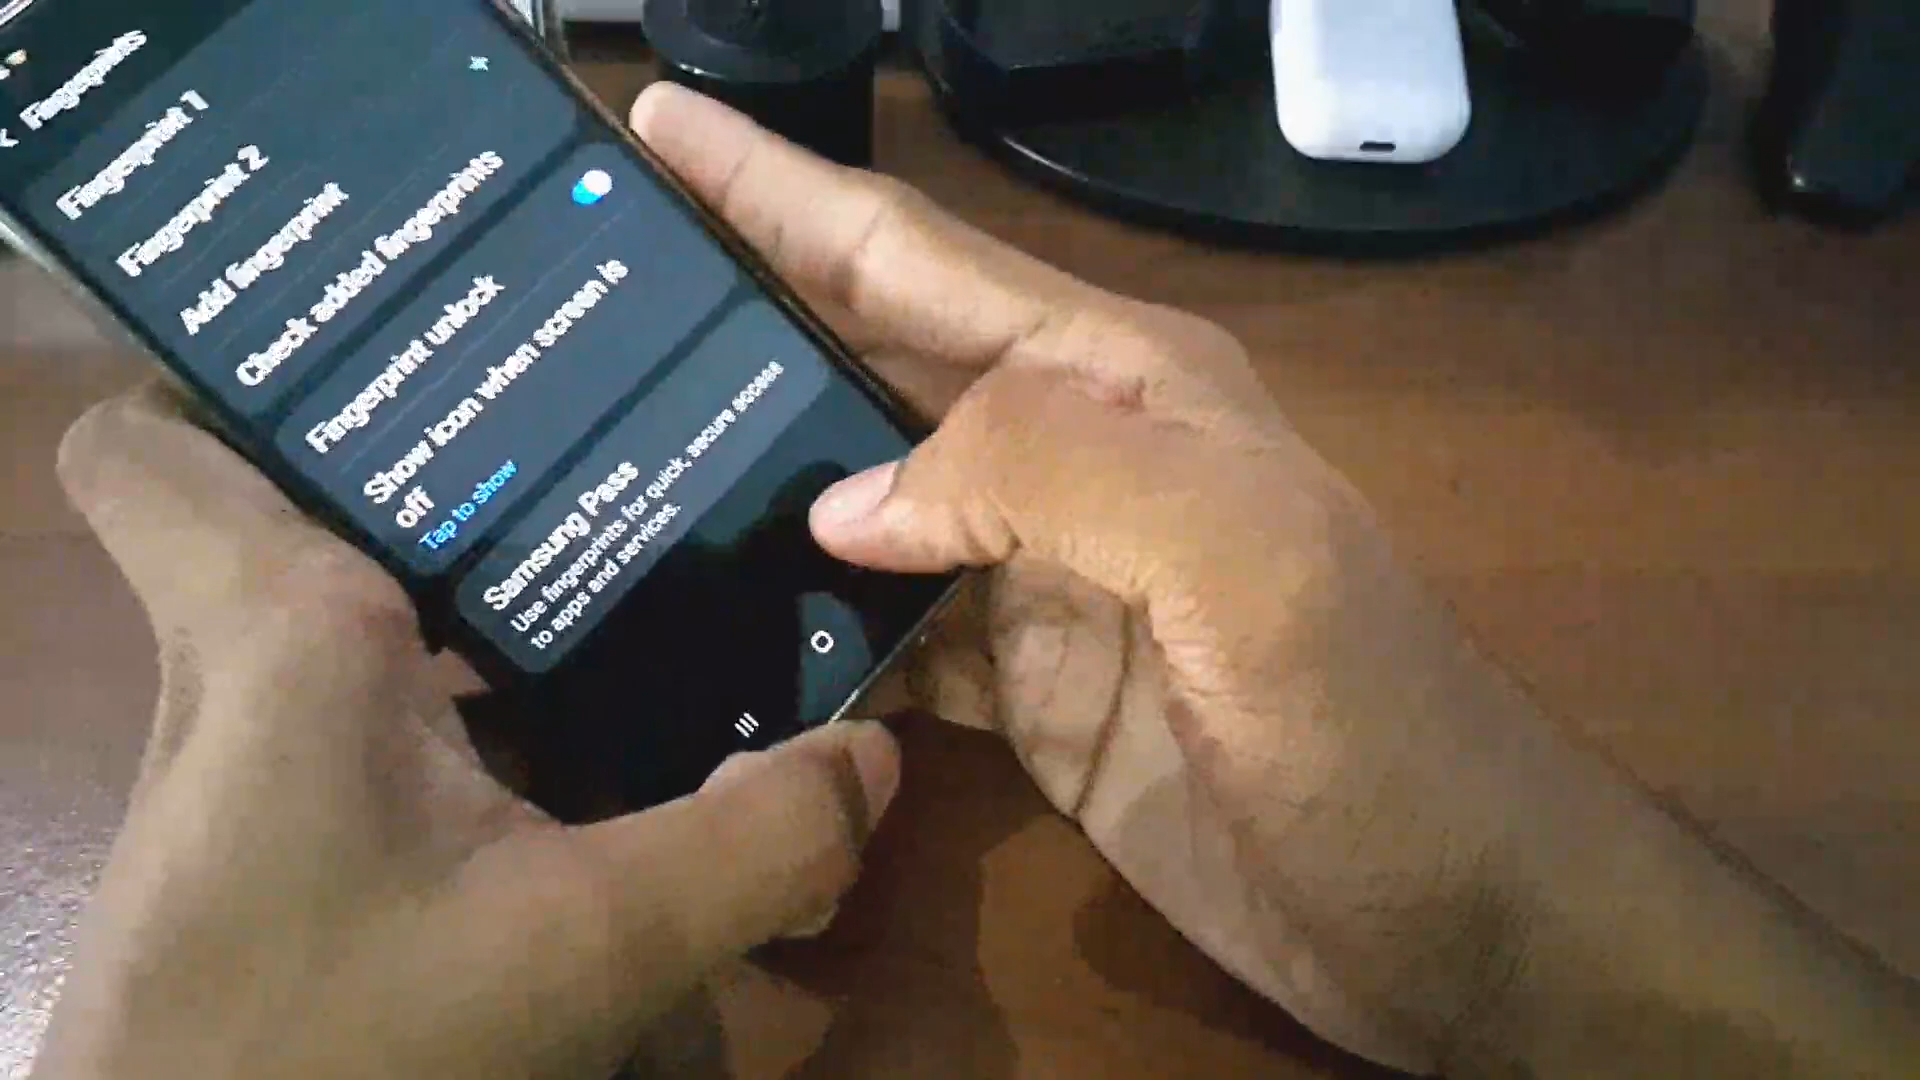 Fingerprints
Fingerprint 1
Fingerprint 2
Add fingerprint
Check added fingerprints
Fingerprint unlock
Show icon when screen is
off
Tap to show
Samsung Pass
Use fingerprints for quick, secure access
to apps and services.